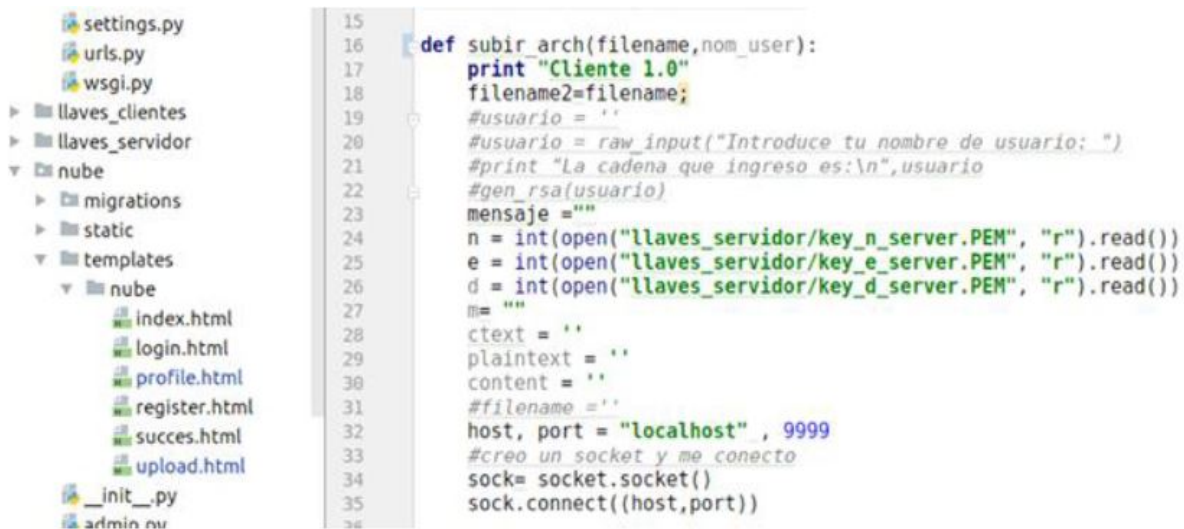 settings.py
urls.py
wsgi.py
llaves_clientes
llaves_servidor
nube
migrations
static
templates
nube
index.html
login.html
profile.html
register.html
succes.html
upload.html
__init__.py
admin.py
15
16 def subir_arch(filename,nom_user):
17 print "Cliente 1.0"
18 filename2=filename;
19 #usuario = ''
20 #usuario = raw_input("Introduce tu nombre de usuario: ")
21 #print "La cadena que ingreso es:\n",usuario
22 #gen_rsa(usuario)
23 mensaje =""
24 n = int(open("llaves_servidor/key_n_server.PEM", "r").read())
25 e = int(open("llaves_servidor/key_e_server.PEM", "r").read())
26 d = int(open("llaves_servidor/key_d_server.PEM", "r").read())
27 m= ""
28 ctext = ''
29 plaintext = ''
30 content = ''
31 #filename =''
32 host, port = "localhost" , 9999
33 #creo un socket y me conecto
34 sock= socket.socket()
35 sock.connect((host,port))
36